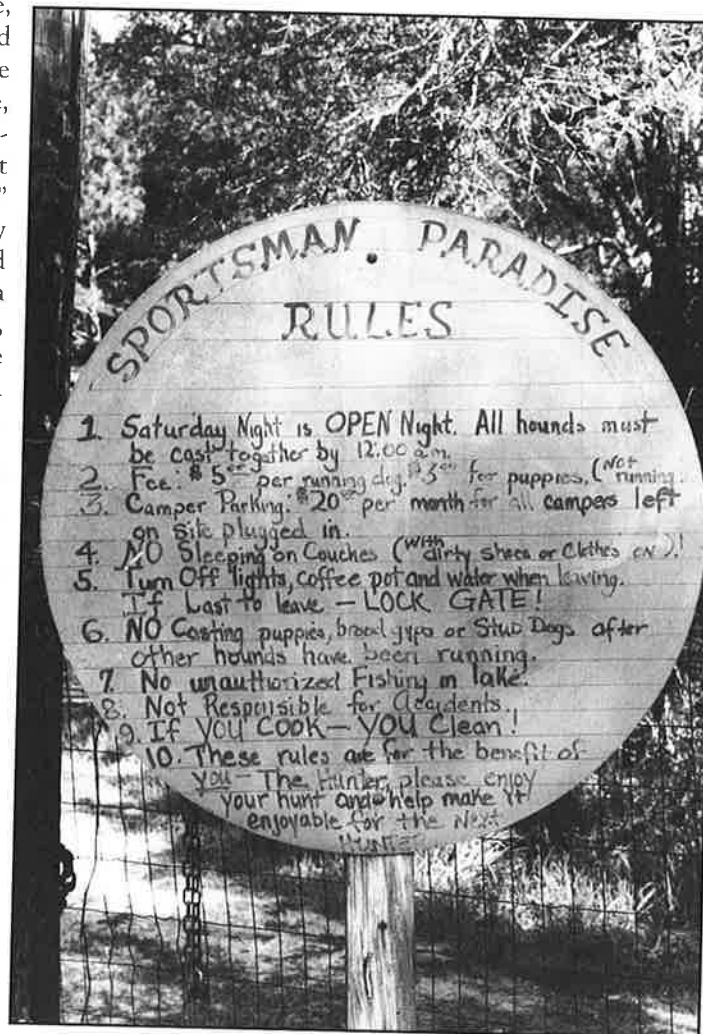 SPORTSMAN PARADISE
RULES
1. Saturday Night is OPEN Night. All hounds must
be cast together by 12:00 a.m.
2. Fee: $5.00 per running dog. $3.00 for puppies, (Not running.
3. Camper Parking: $20.00 per month for all campers left
on site plugged in.
4. NO Sleeping on Couches (with dirty shoes or Clothes ON).!
5. Turn Off lights, coffee pot and water when leaving.
If Last to leave — LOCK GATE!
6. NO Casting puppies, brood gyps or Stud Dogs after
other hounds have been running.
7. No unauthorized Fishing in lake.
8. Not Responsible for Accidents.
9. If YOU COOK — YOU Clean!
10. These rules are for the benefit of
you — The Hunter, please enjoy
your hunt and help make it
enjoyable for the Next
HUNTER